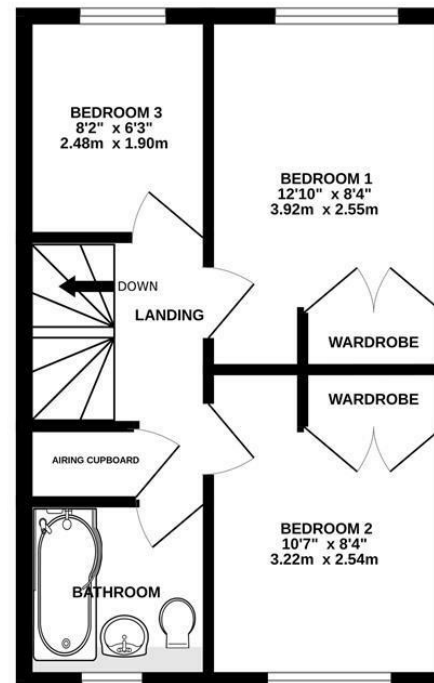 BEDROOM 3
8'2" x 6'3"
2.48m x 1.90m
BEDROOM 1
12'10" x 8'4"
3.92m x 2.55m
DOWN
LANDING
WARDROBE
WARDROBE
AIRING CUPBOARD
BEDROOM 2
10'7" x 8'4"
3.22m x 2.54m
BATHROOM